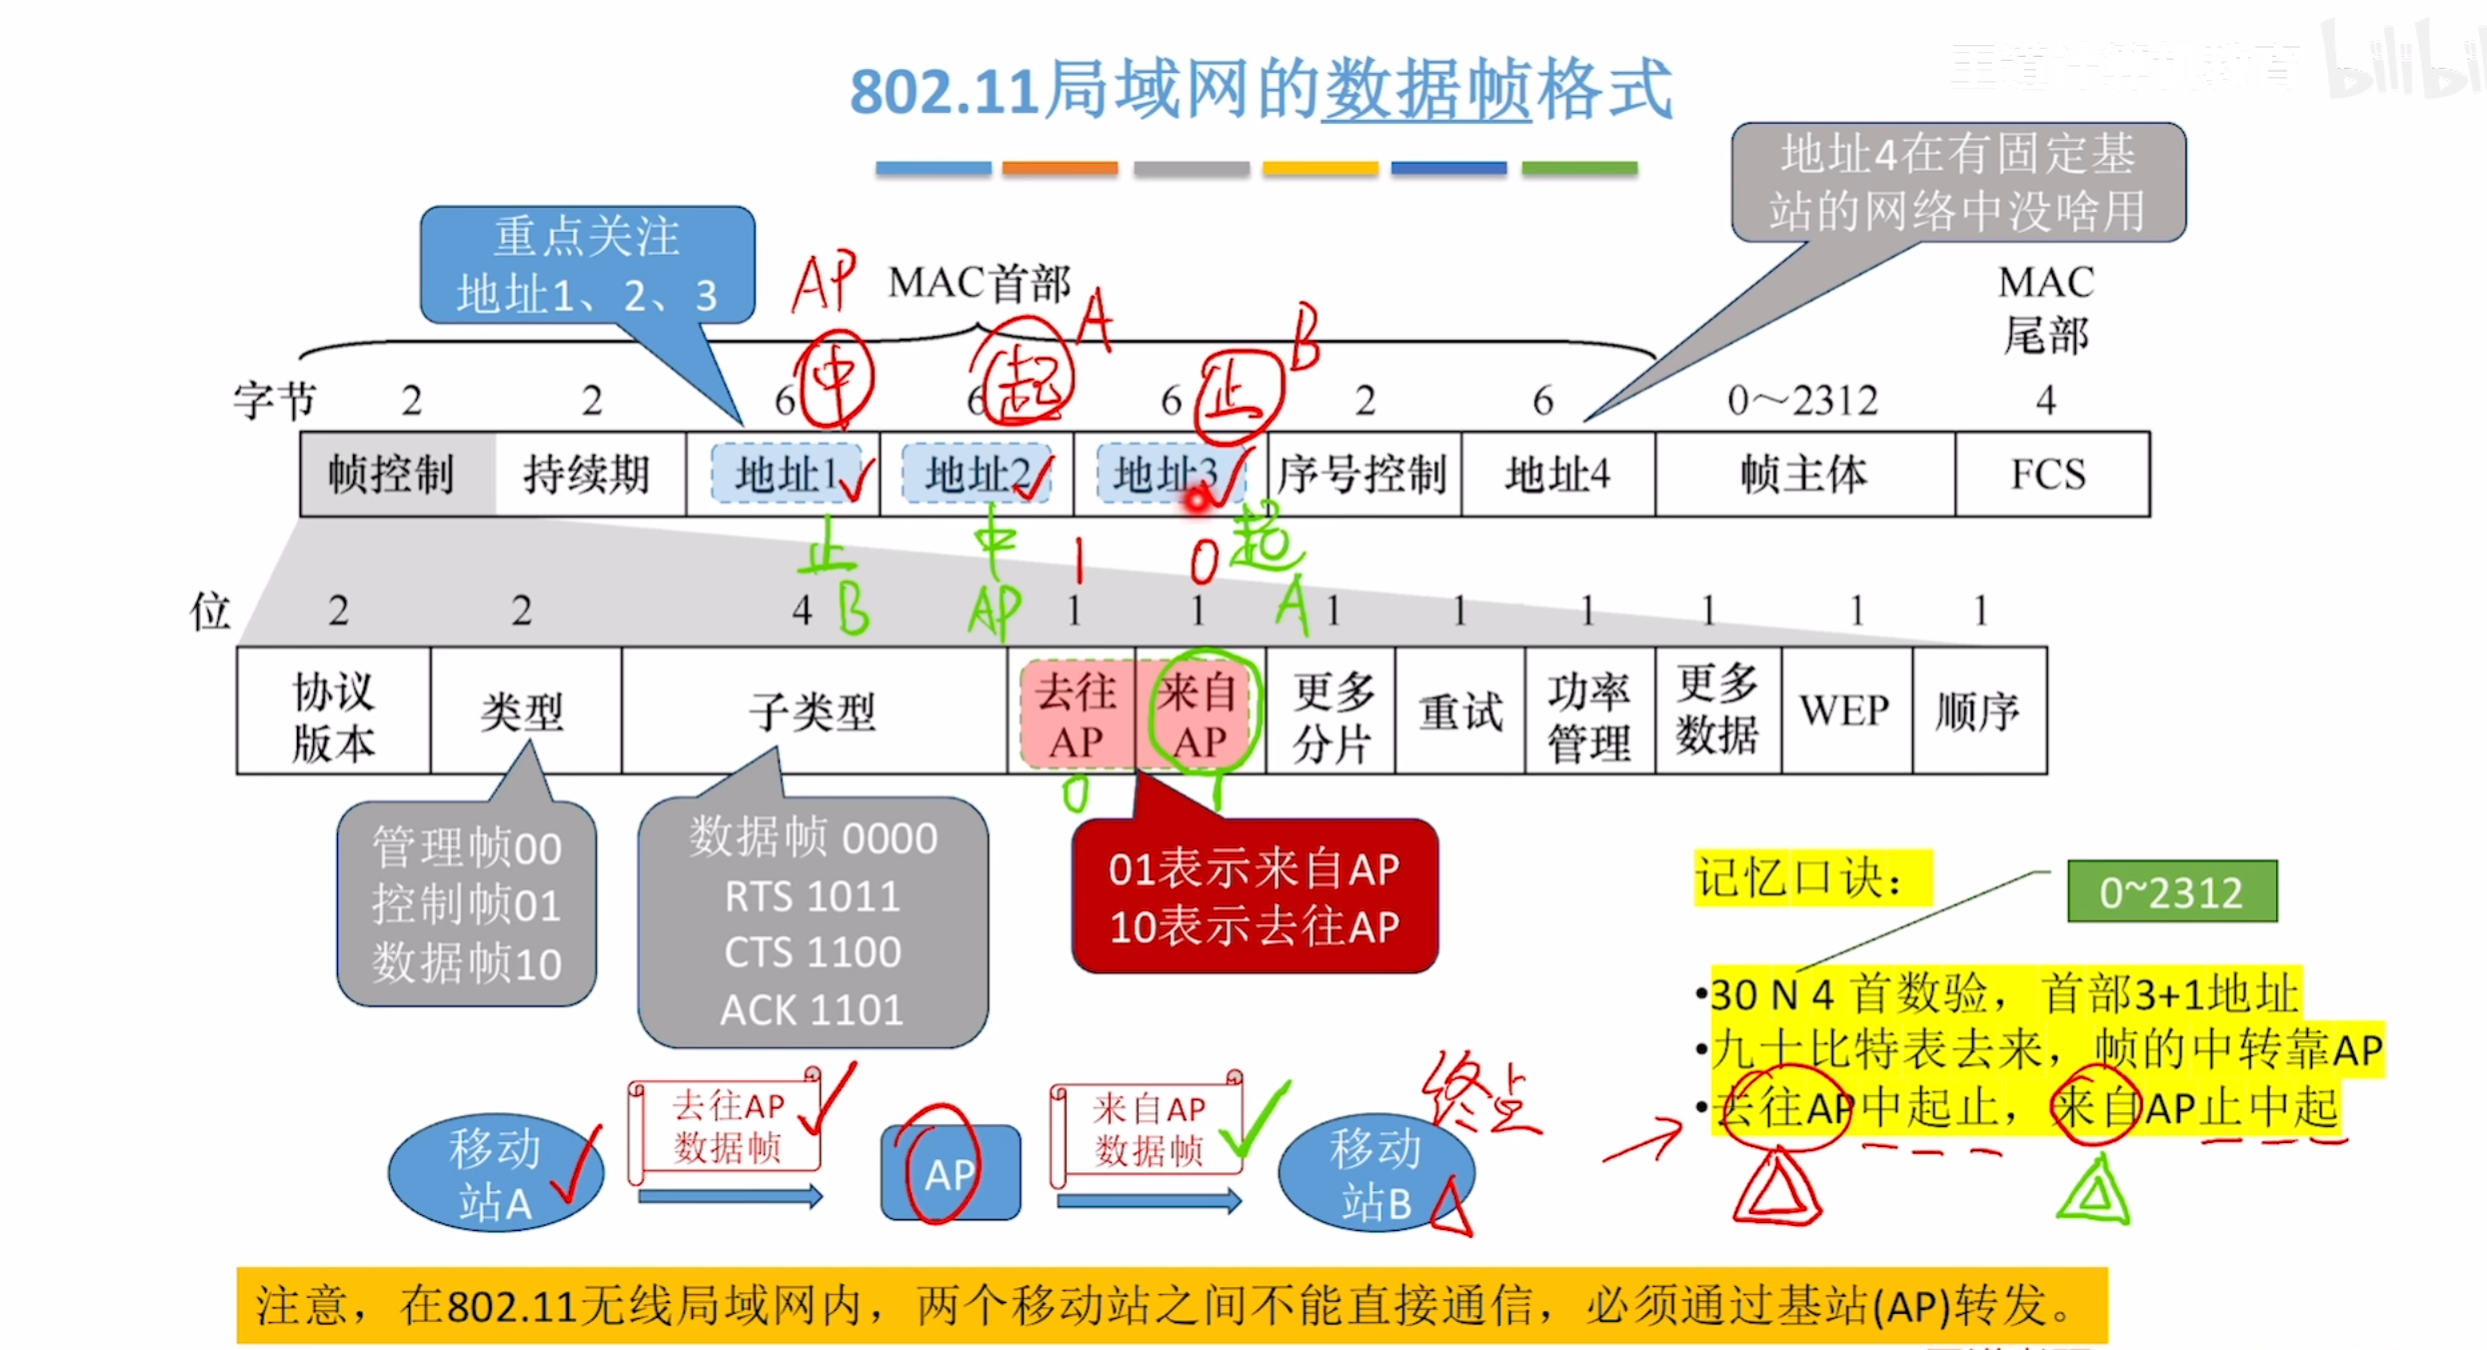 王道计算机教育 bilibili
802.11局域网的数据帧格式
地址4在有固定基
站的网络中没啥用
重点关注
地址1、2、3
AP
MAC首部
A
B
MAC
尾部
中
起
止
字节 2 2 6 6 6 2 6 0～2312 4
帧控制 持续期 地址1 地址2 地址3 序号控制 地址4 帧主体 FCS
止 中 1 0 起
B AP A
位 2 2 4 1 1 1 1 1 1 1 1
协议
版本
类型
子类型
去往
AP
来自
AP
更多
分片
重试
功率
管理
更多
数据
WEP
顺序
0 1
管理帧00
控制帧01
数据帧10
数据帧 0000
RTS 1011
CTS 1100
ACK 1101
01表示来自AP
10表示去往AP
记忆口诀：
0~2312
•30 N 4 首数验，首部3+1地址
•九十比特表去来，帧的中转靠AP
•去往AP中起止，来自AP止中起
移动
站A
去往AP
数据帧
AP
来自AP
数据帧
移动
站B
终点
注意，在802.11无线局域网内，两个移动站之间不能直接通信，必须通过基站(AP)转发。